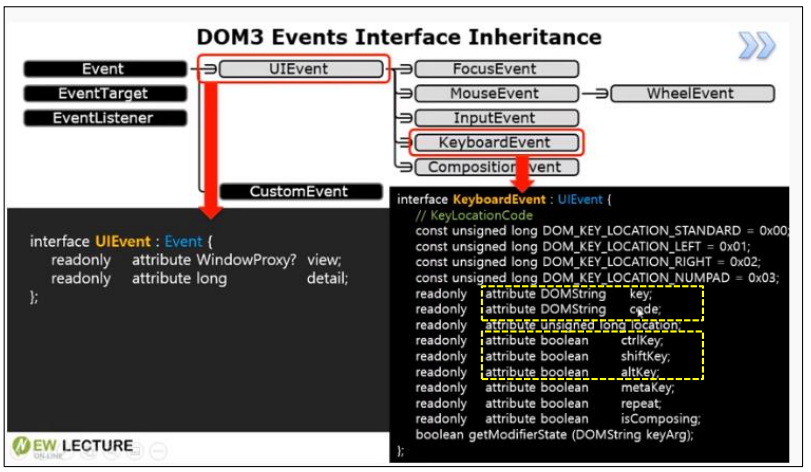 DOM3 Events Interface Inheritance
Event
UIEvent
FocusEvent
EventTarget
MouseEvent
WheelEvent
EventListener
InputEvent
KeyboardEvent
CustomEvent
interface UIEvent : Event {
readonly attribute WindowProxy? view;
readonly attribute long detail;
};
interface KeyboardEvent : UIEvent {
// KeyLocationCode
const unsigned long DOM_KEY_LOCATION_STANDARD = 0x00;
const unsigned long DOM_KEY_LOCATION_LEFT = 0x01;
const unsigned long DOM_KEY_LOCATION_RIGHT = 0x02;
const unsigned long DOM_KEY_LOCATION_NUMPAD = 0x03;
readonly attribute DOMString key;
readonly attribute DOMString code;
readonly attribute unsigned long location;
readonly attribute boolean ctrlKey;
readonly attribute boolean shiftKey;
readonly attribute boolean altKey;
readonly attribute boolean metaKey;
readonly attribute boolean repeat;
readonly attribute boolean isComposing;
boolean getModifierState (DOMString keyArg);
};
NEW LECTURE